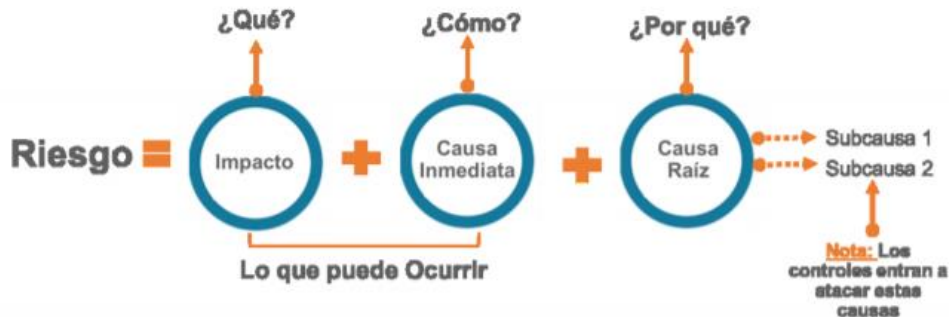 ¿Qué?
¿Cómo?
¿Por qué?
Riesgo =
Impacto
+
Causa
Inmediata
+
Causa
Raíz
Subcausa 1
Subcausa 2
Lo que puede Ocurrir
Nota: Los
controles entran a
atacar estas
causas